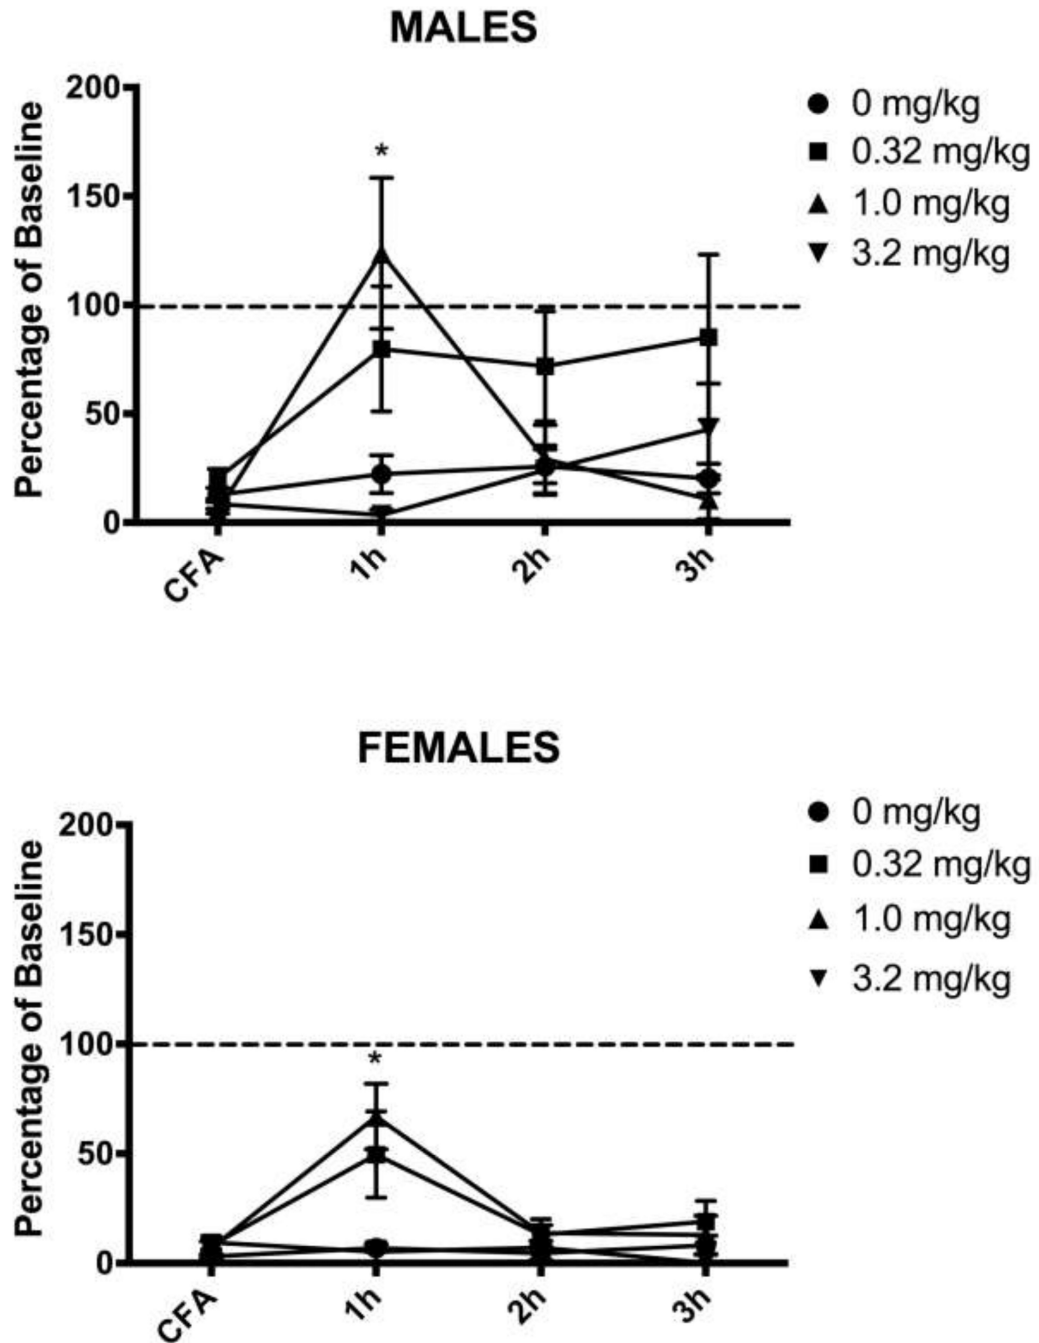 MALES
Percentage of Baseline
200
150
100
50
0
*
CFA
1h
2h
3h
0 mg/kg
0.32 mg/kg
1.0 mg/kg
3.2 mg/kg
FEMALES
Percentage of Baseline
200
150
100
50
0
*
CFA
1h
2h
3h
0 mg/kg
0.32 mg/kg
1.0 mg/kg
3.2 mg/kg